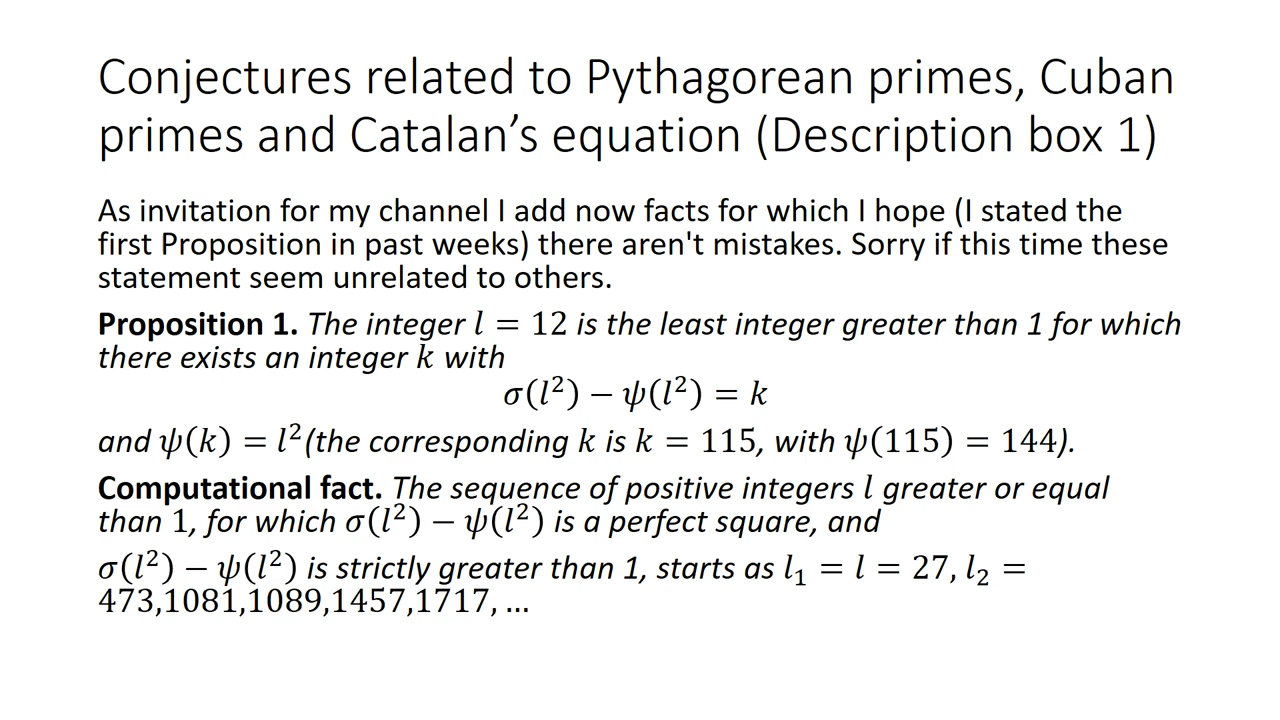 Conjectures related to Pythagorean primes, Cuban
primes and Catalan’s equation (Description box 1)
As invitation for my channel I add now facts for which I hope (I stated the
first Proposition in past weeks) there aren't mistakes. Sorry if this time these
statement seem unrelated to others.
Proposition 1. The integer 𝑙 = 12 is the least integer greater than 1 for which
there exists an integer 𝑘 with
𝜎(𝑙²) − 𝜓(𝑙²) = 𝑘
and 𝜓(𝑘) = 𝑙²(the corresponding 𝑘 is 𝑘 = 115, with 𝜓(115) = 144).
Computational fact. The sequence of positive integers 𝑙 greater or equal
than 1, for which 𝜎(𝑙²) − 𝜓(𝑙²) is a perfect square, and
𝜎(𝑙²) − 𝜓(𝑙²) is strictly greater than 1, starts as 𝑙₁ = 𝑙 = 27, 𝑙₂ =
473,1081,1089,1457,1717, …